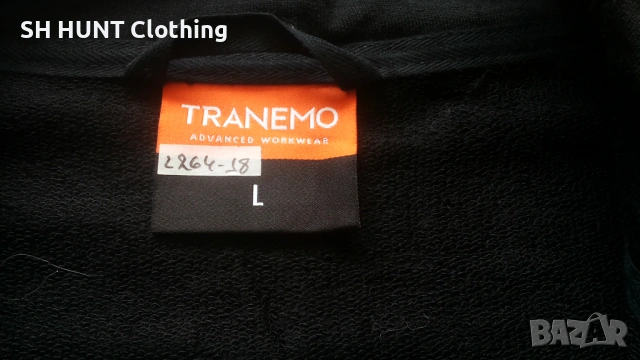 SH HUNT Clothing
TRANEMO
ADVANCED WORKWEAR
2264-18
L
BAZAR